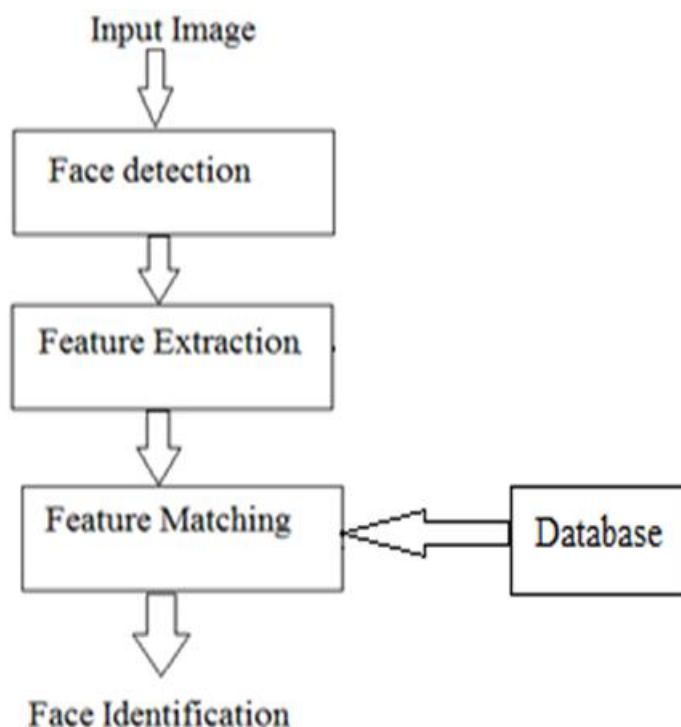 Input Image
Face detection
Feature Extraction
Feature Matching
Database
Face Identification